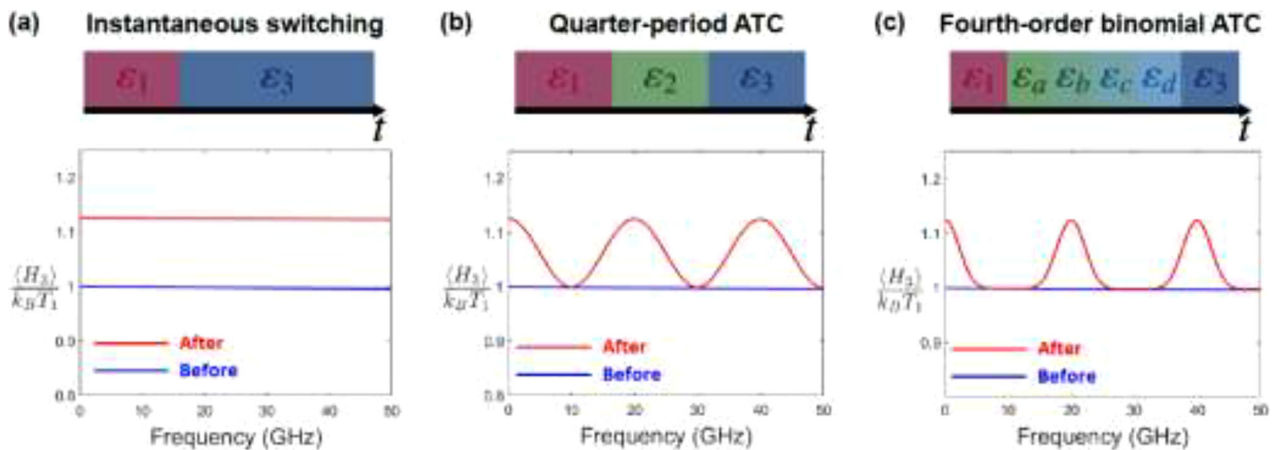 (a) Instantaneous switching
ε1 ε3
t
1.2
1.1
1
0.9
0.8
⟨H3⟩
kBT1
After
Before
0 10 20 30 40 50
Frequency (GHz)
(b) Quarter-period ATC
ε1 ε2 ε3
t
1.2
1.1
1
0.9
0.8
⟨H3⟩
kBT1
After
Before
0 10 20 30 40 50
Frequency (GHz)
(c) Fourth-order binomial ATC
ε1 εa εb εc εd ε3
t
1.2
1.1
1
0.9
⟨H3⟩
kBT1
After
Before
0 10 20 30 40 50
Frequency (GHz)